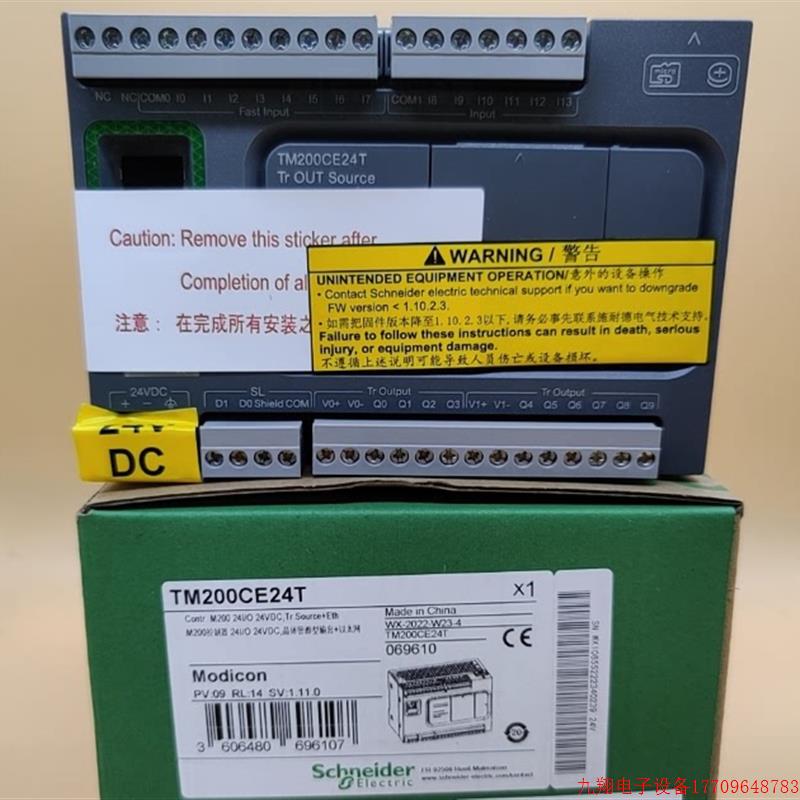 NC NC COM0 I0 I1 I2 I3 I4 I5 I6 I7 COM1 I8 I9 I10 I11 I12 I13
Fast Input Input
micro SD
TM200CE24T
Tr OUT Source
Caution: Remove this sticker after
Completion of al
注意： 在完成所有安装之
WARNING / 警告
UNINTENDED EQUIPMENT OPERATION/意外的设备操作
· Contact Schneider electric technical support if you want to downgrade
FW version < 1.10.2.3.
· 如需把固件版本降至1.10.2.3以下,请务必先联系施耐德电气技术支持.
Failure to follow these instructions can result in death, serious
injury, or equipment damage.
不遵循上述说明可能导致人员伤亡或设备损坏.
24VDC SL Tr Output Tr Output
+ - D1 D0 Shield COM V0+ V0- Q0 Q1 Q2 Q3 V1+ V1- Q4 Q5 Q6 Q7 Q8 Q9
24V
DC
TM200CE24T x1
Contr. M200 24I/O 24VDC,Tr Source+Eth
M200控制器 24I/O 24VDC,晶体管源型输出+以太网
Made in China
WX-2022-W23-4
TM200CE24T
069610
CE
Modicon
PV:09 RL:14 SV:1.11.0
3 606480 696107
20
Schneider
Electric
www.schneider-electric.com/contact
24V
九翔电子设备17709648783